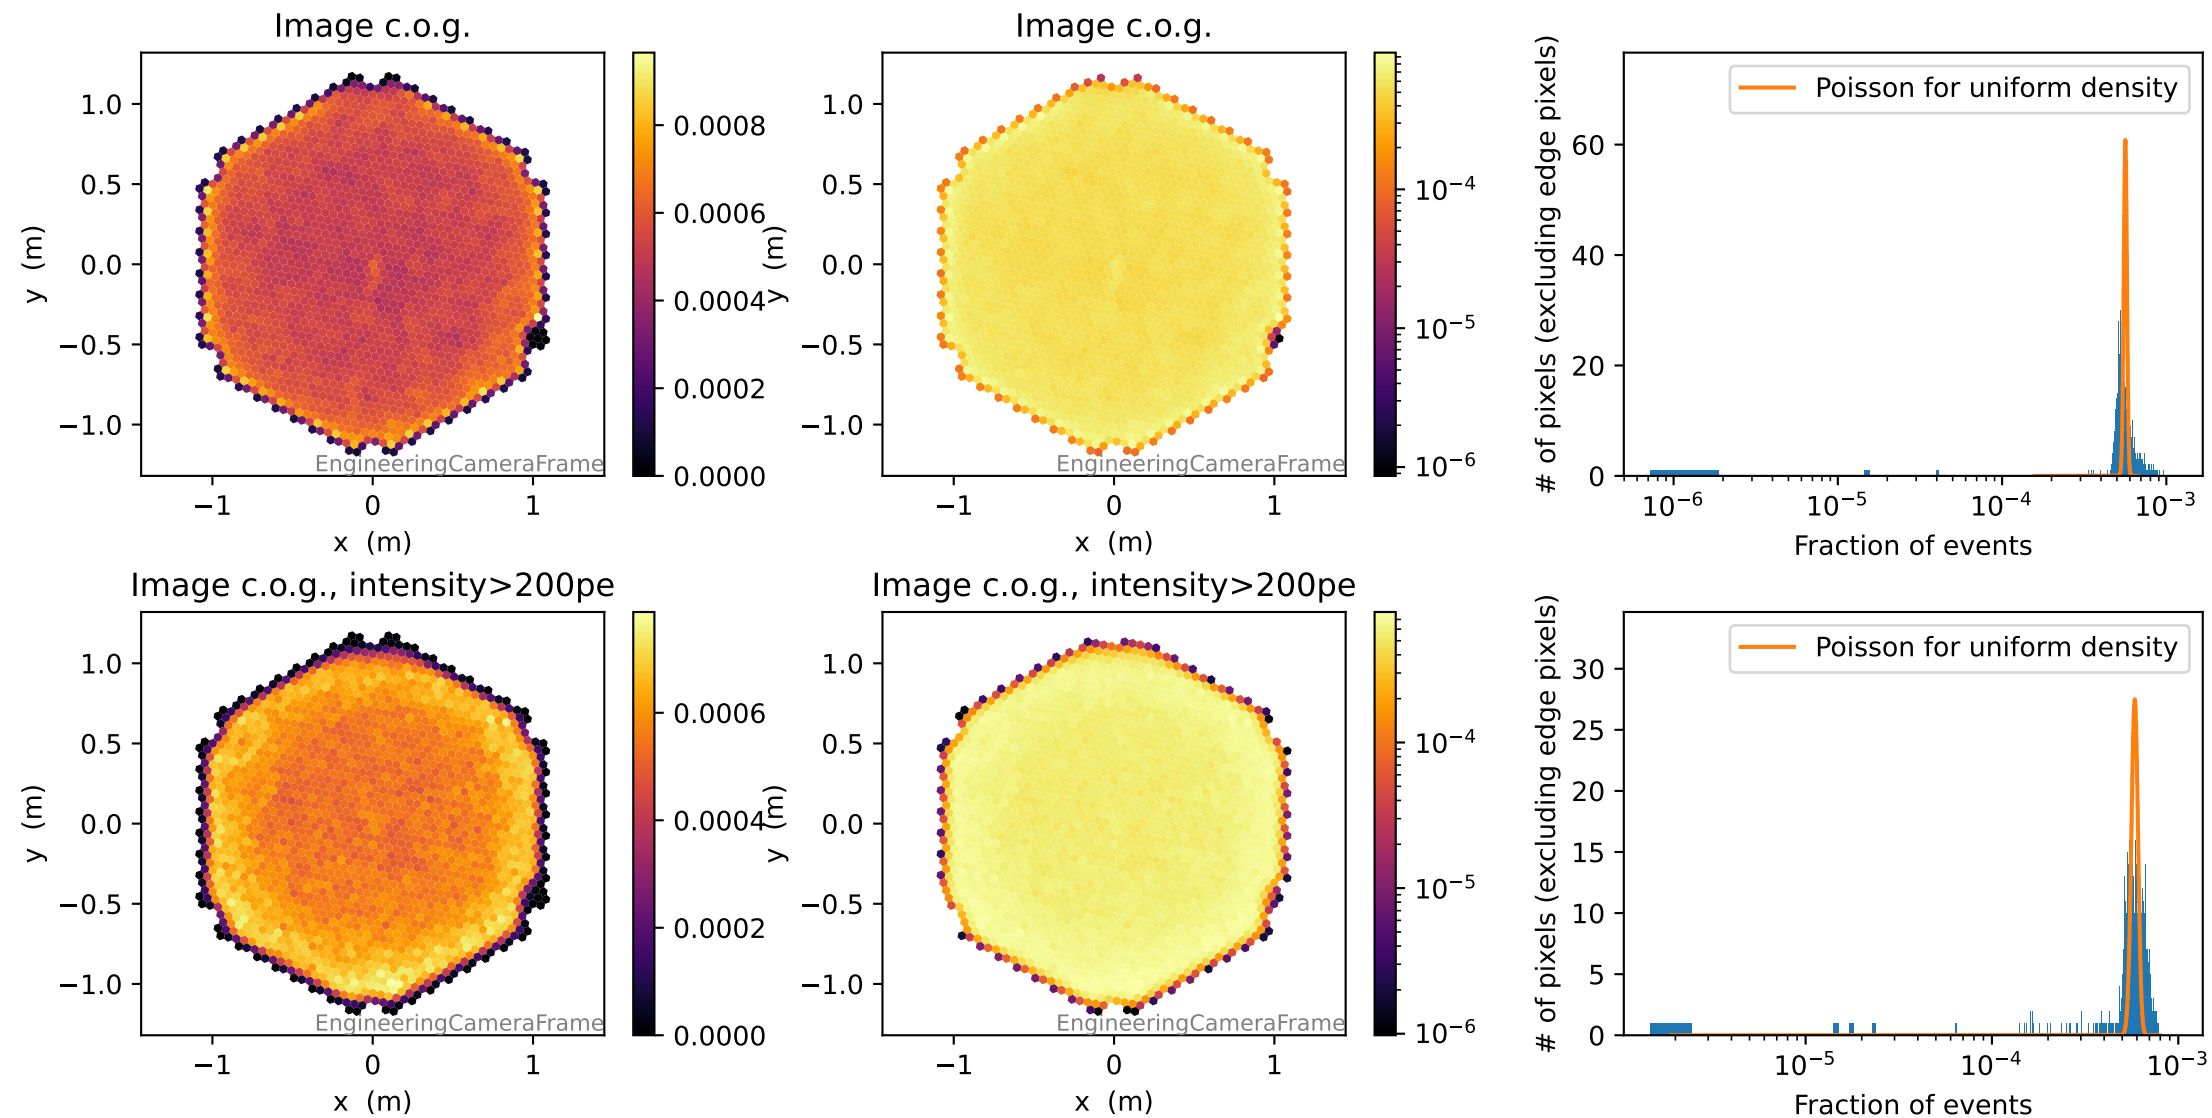 Image c.o.g.
y (m)
1.0
0.5
0.0
−0.5
−1.0
−1
0
1
x (m)
EngineeringCameraFrame
0.0008
0.0006
0.0004
0.0002
0.0000
Image c.o.g.
y (m)
1.0
0.5
0.0
−0.5
−1.0
−1
0
1
x (m)
EngineeringCameraFrame
10⁻⁴
10⁻⁵
10⁻⁶
# of pixels (excluding edge pixels)
60
40
20
0
Poisson for uniform density
10⁻⁶
10⁻⁵
10⁻⁴
10⁻³
Fraction of events
Image c.o.g., intensity>200pe
y (m)
1.0
0.5
0.0
−0.5
−1.0
−1
0
1
x (m)
EngineeringCameraFrame
0.0006
0.0004
0.0002
0.0000
Image c.o.g., intensity>200pe
y (m)
1.0
0.5
0.0
−0.5
−1.0
−1
0
1
x (m)
EngineeringCameraFrame
10⁻⁴
10⁻⁵
10⁻⁶
# of pixels (excluding edge pixels)
30
25
20
15
10
5
0
Poisson for uniform density
10⁻⁵
10⁻⁴
10⁻³
Fraction of events